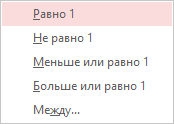 Равно 1
Не равно 1
Меньше или равно 1
Больше или равно 1
Между...